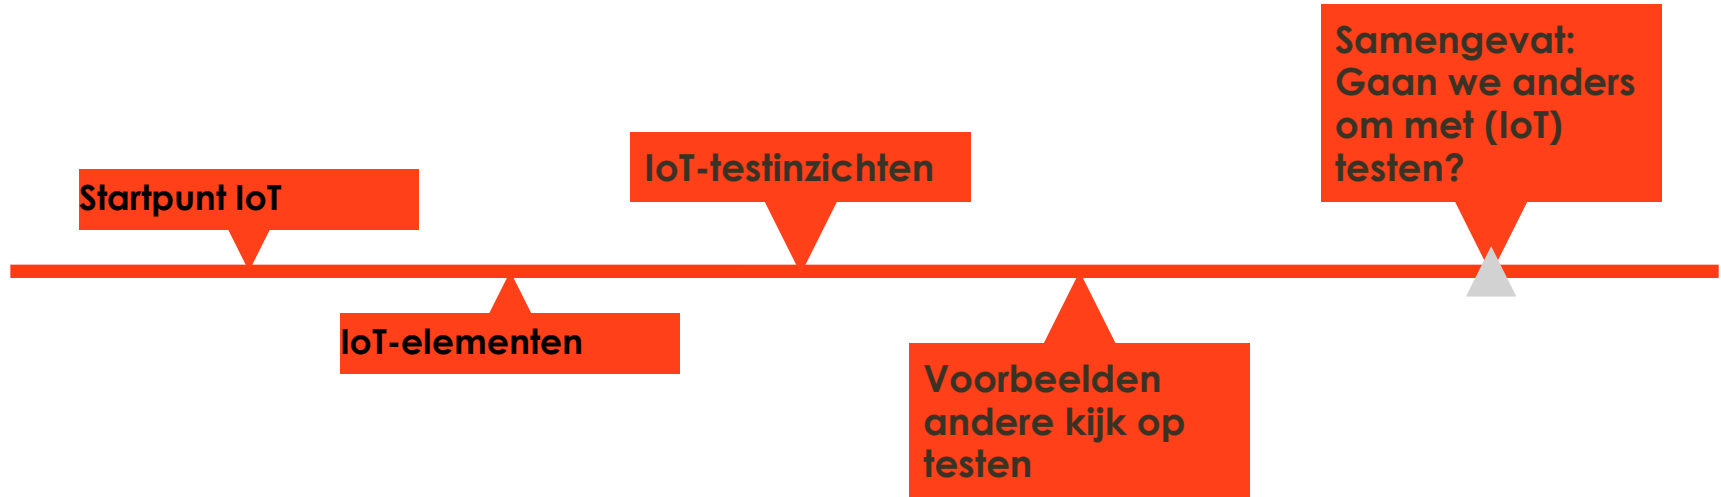 Startpunt IoT
IoT-elementen
IoT-testinzichten
Voorbeelden
andere kijk op
testen
Samengevat:
Gaan we anders
om met (IoT)
testen?